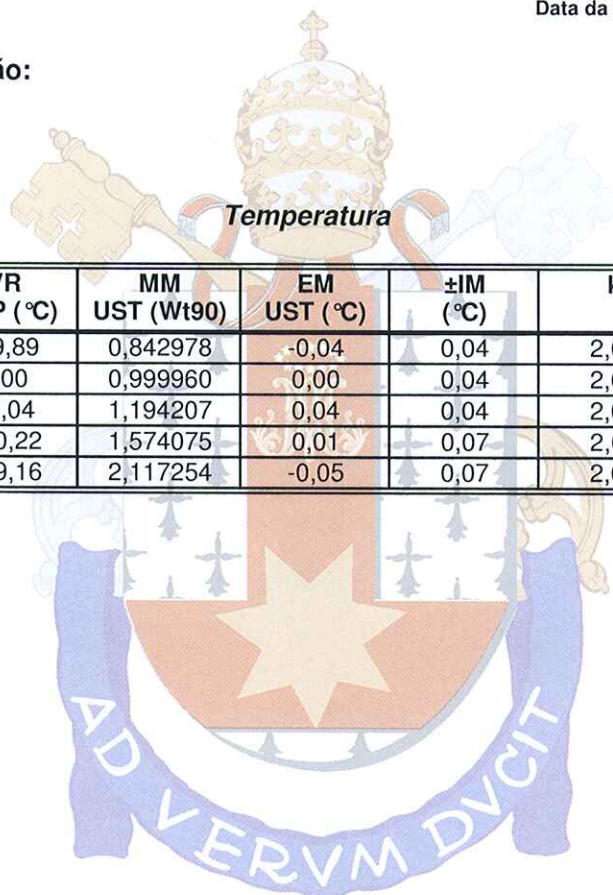 Data da
ão:
Temperatura
VR MM EM ±IM k
P (°C) UST (Wt90) UST (°C) (°C)
9,89 0,842978 -0,04 0,04 2,0
,00 0,999960 0,00 0,04 2,0
,04 1,194207 0,04 0,04 2,0
0,22 1,574075 0,01 0,07 2,0
9,16 2,117254 -0,05 0,07 2,0
AD VERVM DVCIT